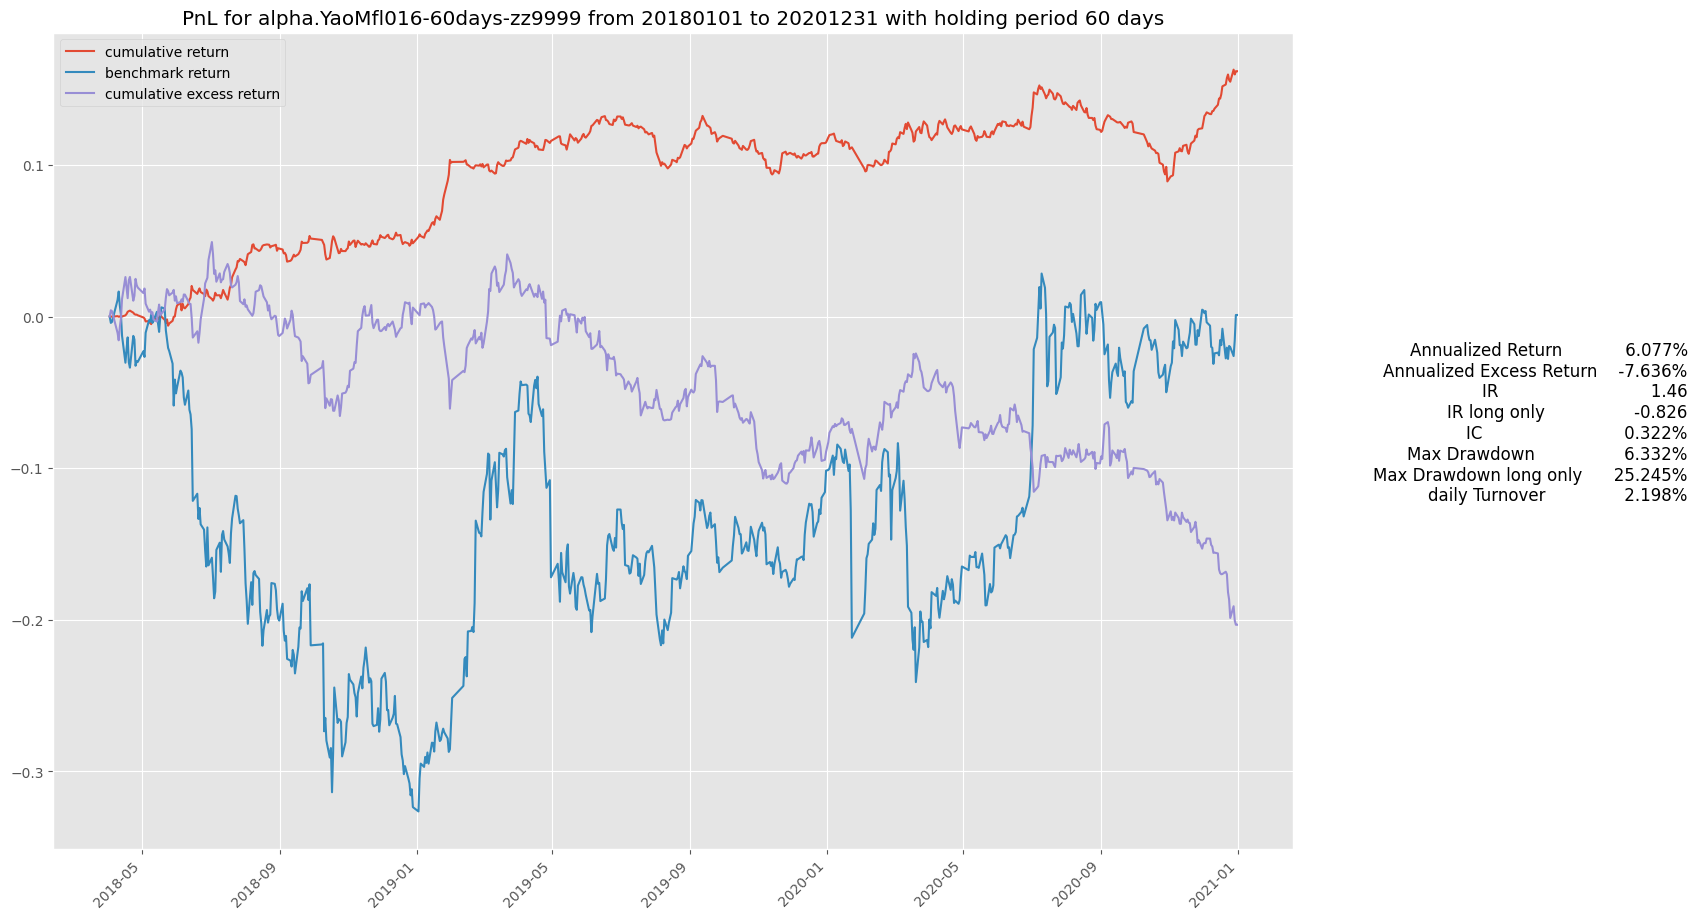 PnL for alpha.YaoMfl016-60days-zz9999 from 20180101 to 20201231 with holding period 60 days
cumulative return
benchmark return
cumulative excess return
0.1
0.0
−0.1
−0.2
−0.3
2018-05
2018-09
2019-01
2019-05
2019-09
2020-01
2020-05
2020-09
2021-01
Annualized Return 6.077%
Annualized Excess Return -7.636%
IR 1.46
IR long only -0.826
IC 0.322%
Max Drawdown 6.332%
Max Drawdown long only 25.245%
daily Turnover 2.198%